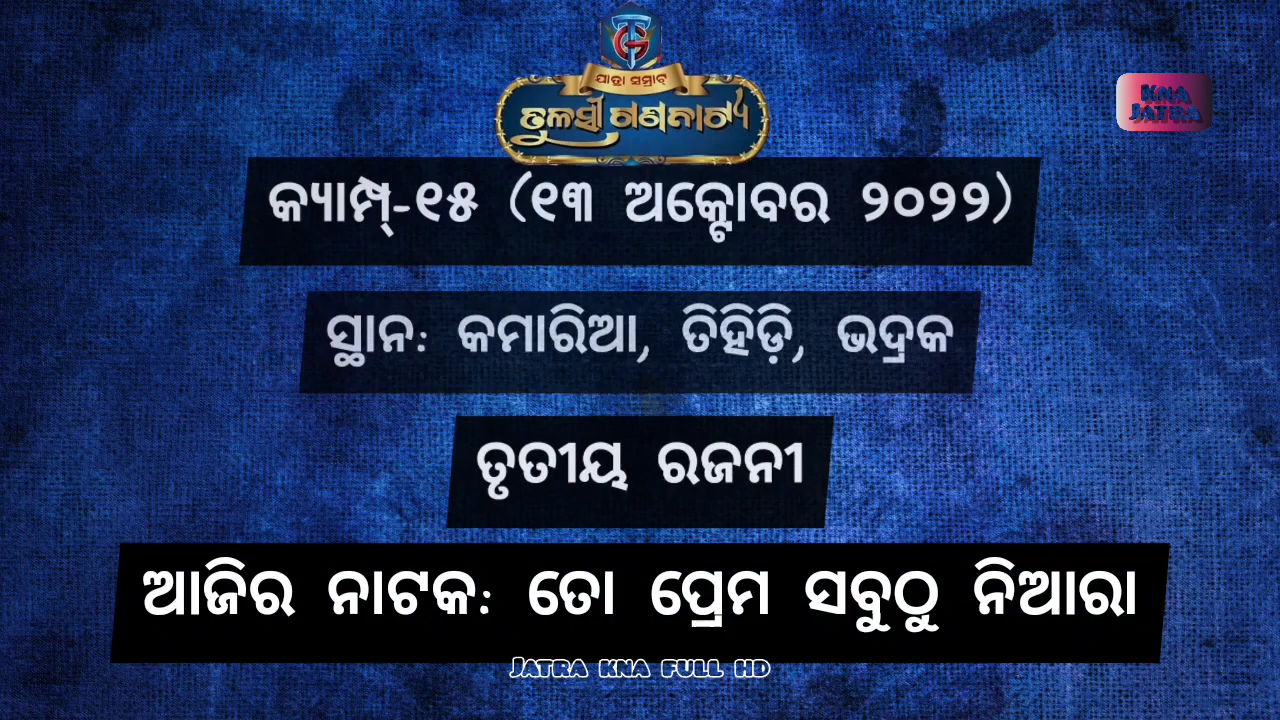 TG
ଯାତ୍ରା ସମ୍ରାଟ
ତୁଳସୀ ଗଣନାଟ୍ୟ
KNA
JATRA
କ୍ୟାମ୍ପ୍-୧୫ (୧୩ ଅକ୍ଟୋବର ୨୦୨୨)
ସ୍ଥାନ: କମାରିଆ, ତିହିଡ଼ି, ଭଦ୍ରକ
ତୃତୀୟ ରଜନୀ
ଆଜିର ନାଟକ: ତୋ ପ୍ରେମ ସବୁଠୁ ନିଆରା
JATRA KNA FULL HD